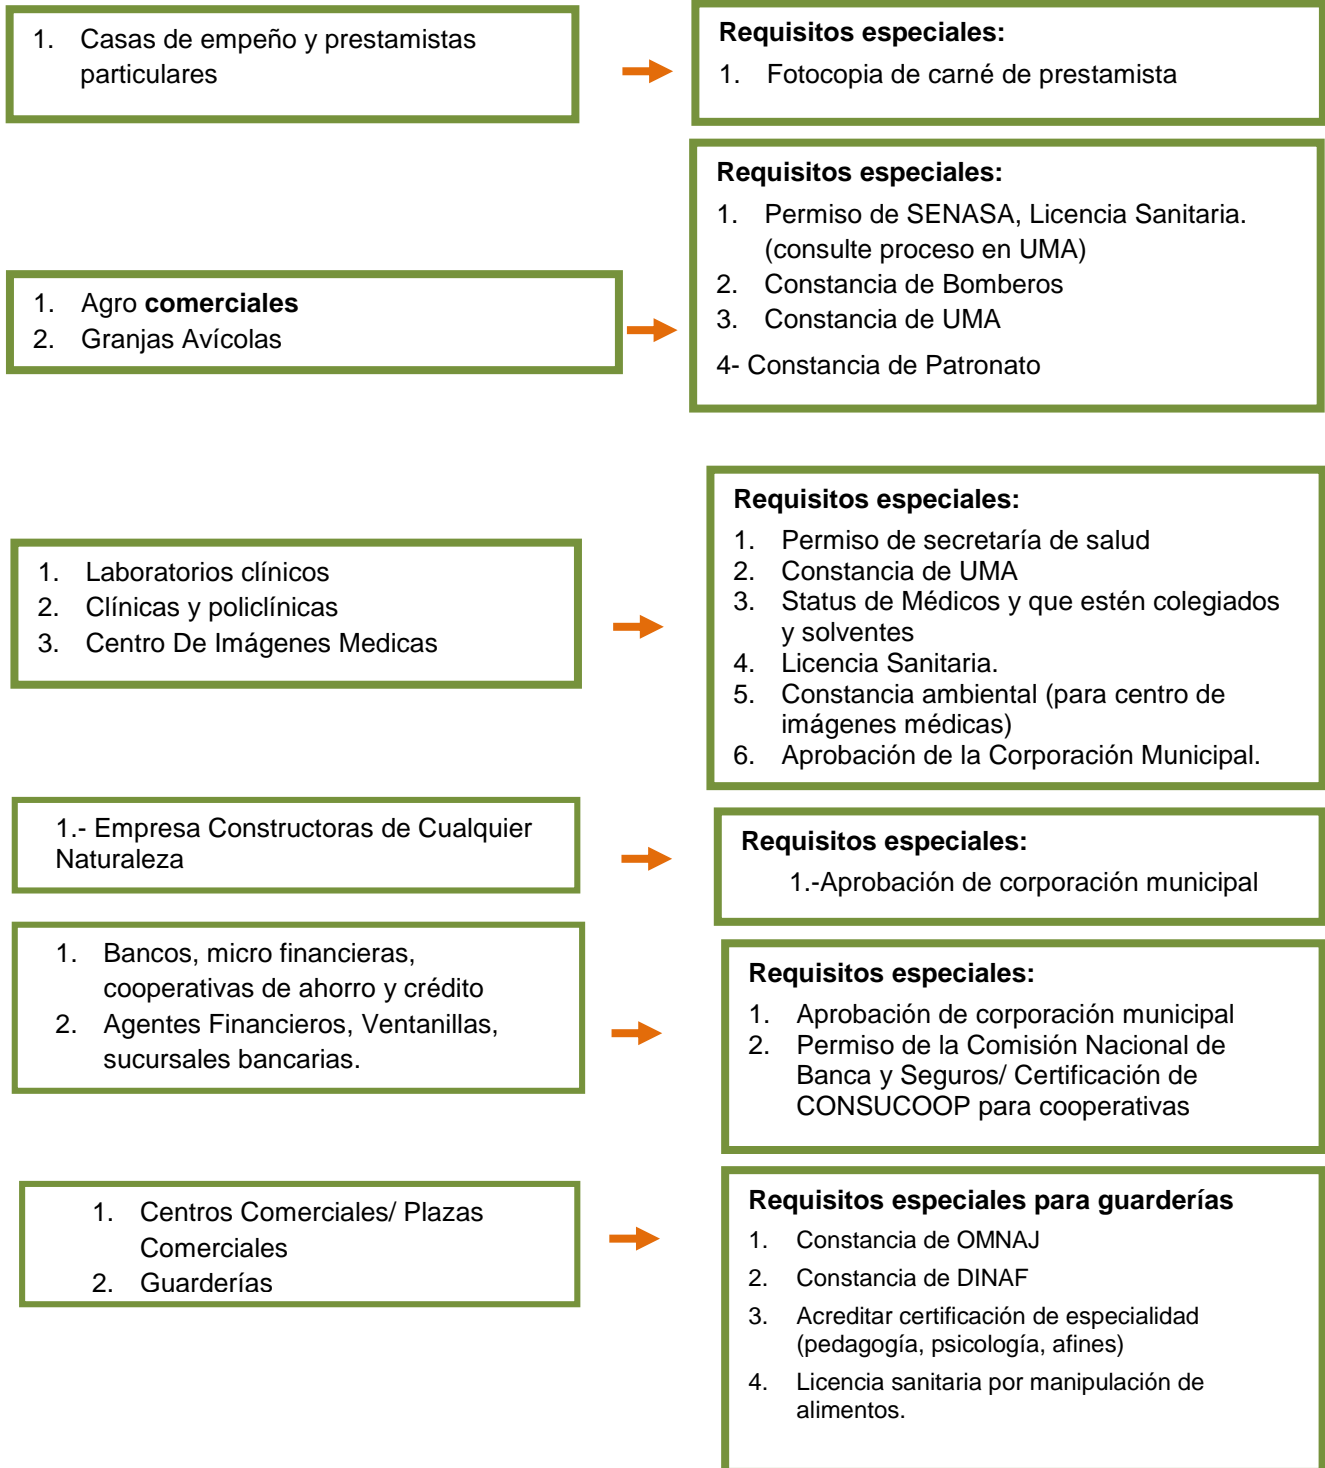 1. Casas de empeño y prestamistas
particulares
Requisitos especiales:
1. Fotocopia de carné de prestamista
1. Agro comerciales
2. Granjas Avícolas
Requisitos especiales:
1. Permiso de SENASA, Licencia Sanitaria.
(consulte proceso en UMA)
2. Constancia de Bomberos
3. Constancia de UMA
4- Constancia de Patronato
1. Laboratorios clínicos
2. Clínicas y policlínicas
3. Centro De Imágenes Medicas
Requisitos especiales:
1. Permiso de secretaría de salud
2. Constancia de UMA
3. Status de Médicos y que estén colegiados
y solventes
4. Licencia Sanitaria.
5. Constancia ambiental (para centro de
imágenes médicas)
6. Aprobación de la Corporación Municipal.
1.- Empresa Constructoras de Cualquier
Naturaleza
Requisitos especiales:
1.-Aprobación de corporación municipal
1. Bancos, micro financieras,
cooperativas de ahorro y crédito
2. Agentes Financieros, Ventanillas,
sucursales bancarias.
Requisitos especiales:
1. Aprobación de corporación municipal
2. Permiso de la Comisión Nacional de
Banca y Seguros/ Certificación de
CONSUCOOP para cooperativas
1. Centros Comerciales/ Plazas
Comerciales
2. Guarderías
Requisitos especiales para guarderías
1. Constancia de OMNAJ
2. Constancia de DINAF
3. Acreditar certificación de especialidad
(pedagogía, psicología, afines)
4. Licencia sanitaria por manipulación de
alimentos.